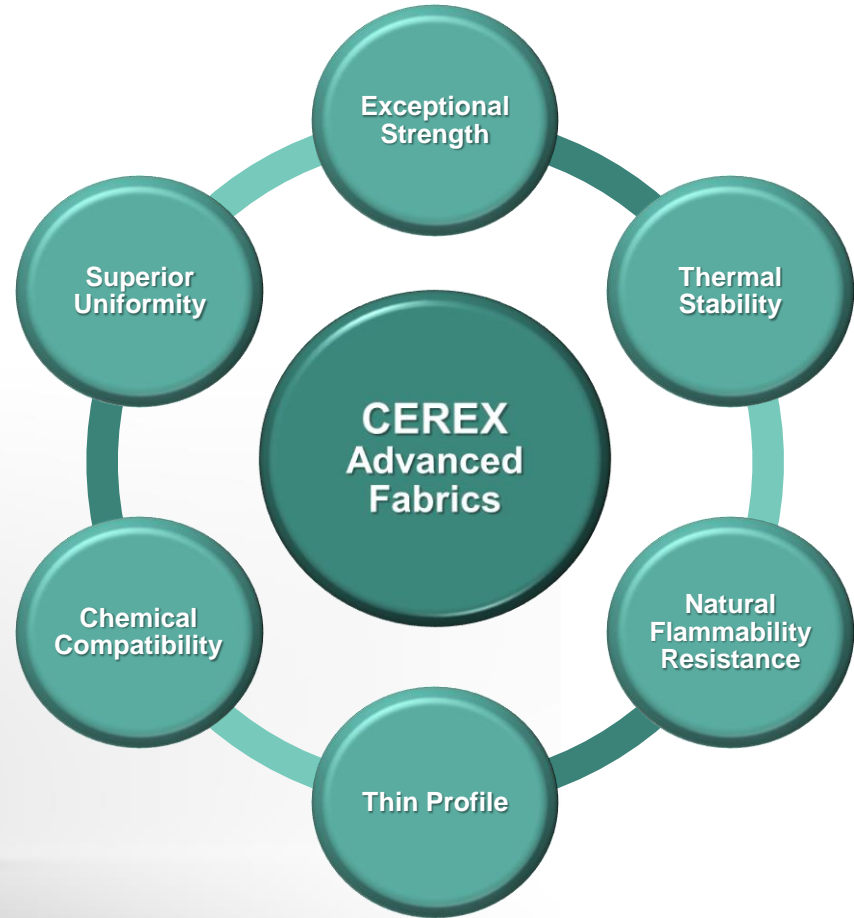 Exceptional
Strength
Thermal
Stability
Natural
Flammability
Resistance
Thin Profile
Chemical
Compatibility
Superior
Uniformity
CEREX
Advanced
Fabrics